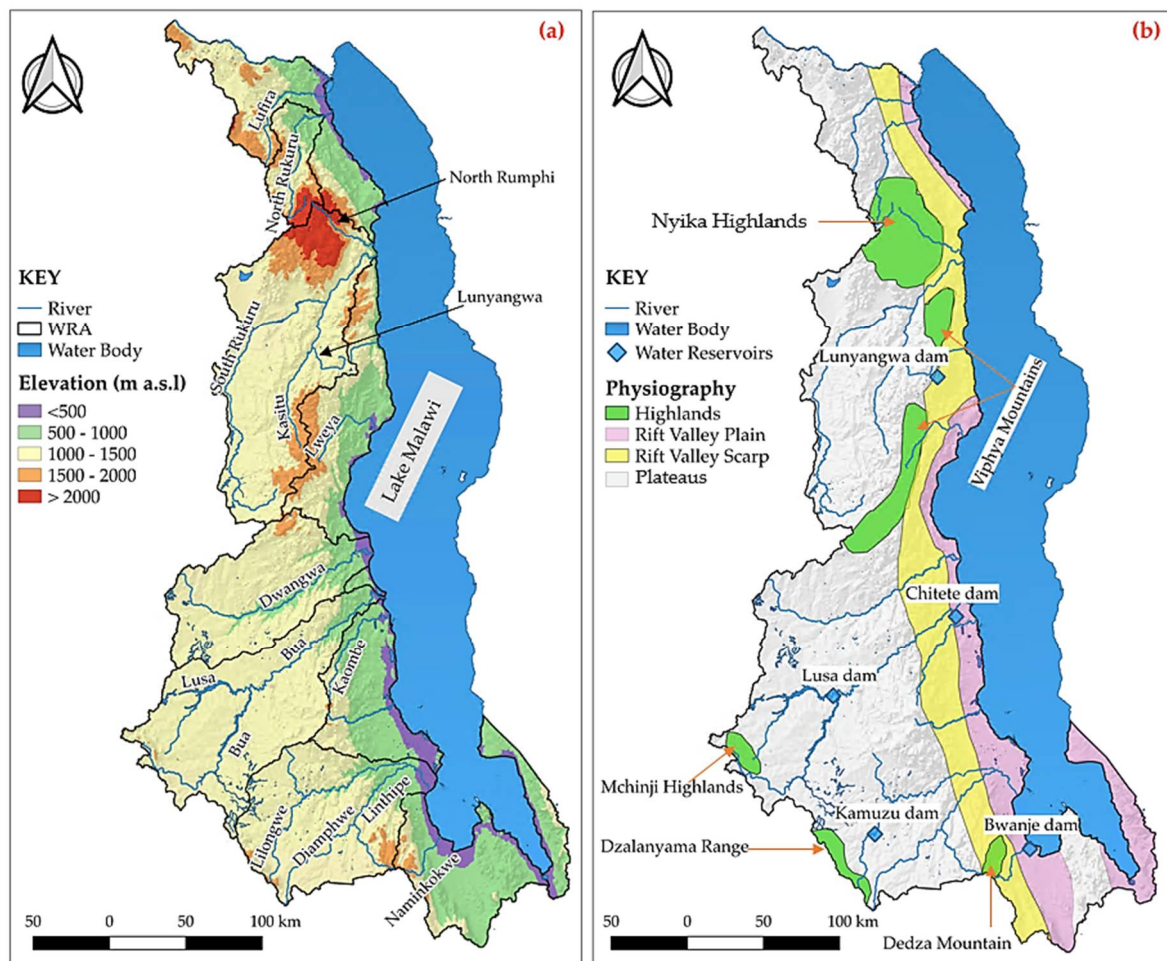 (a)
Lufira
North Rukuru
North Rumphi
KEY
River
WRA
Water Body
Elevation (m a.s.l)
<500
500 - 1000
1000 - 1500
1500 - 2000
> 2000
Lunyangwa
South Rukuru
Kasitu
Lweya
Lake Malawi
Dwangwa
Bua
Kaombe
Lusa
Bua
Lilongwe
Diamphwe
Linthipe
Naminkokwe
50 0 50 100 km
(b)
Nyika Highlands
KEY
River
Water Body
Water Reservoirs
Physiography
Highlands
Rift Valley Plain
Rift Valley Scarp
Plateaus
Lunyangwa dam
Viphya Mountains
Chitete dam
Lusa dam
Mchinji Highlands
Kamuzu dam
Bwanje dam
Dzalanyama Range
Dedza Mountain
50 0 50 100 km